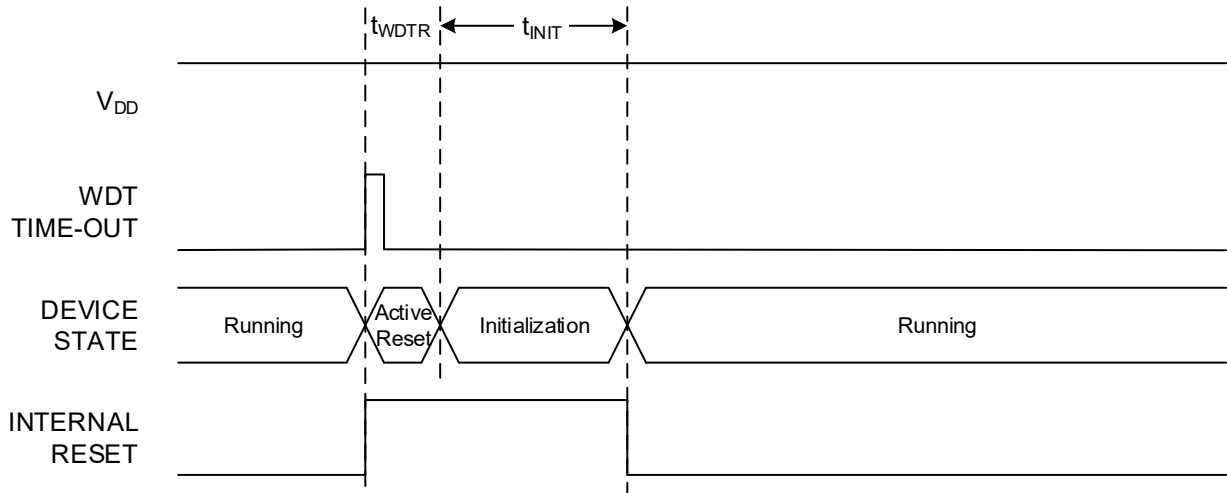 tWDTR tINIT
VDD
WDT
TIME-OUT
DEVICE
STATE
Running
Active
Reset
Initialization
Running
INTERNAL
RESET